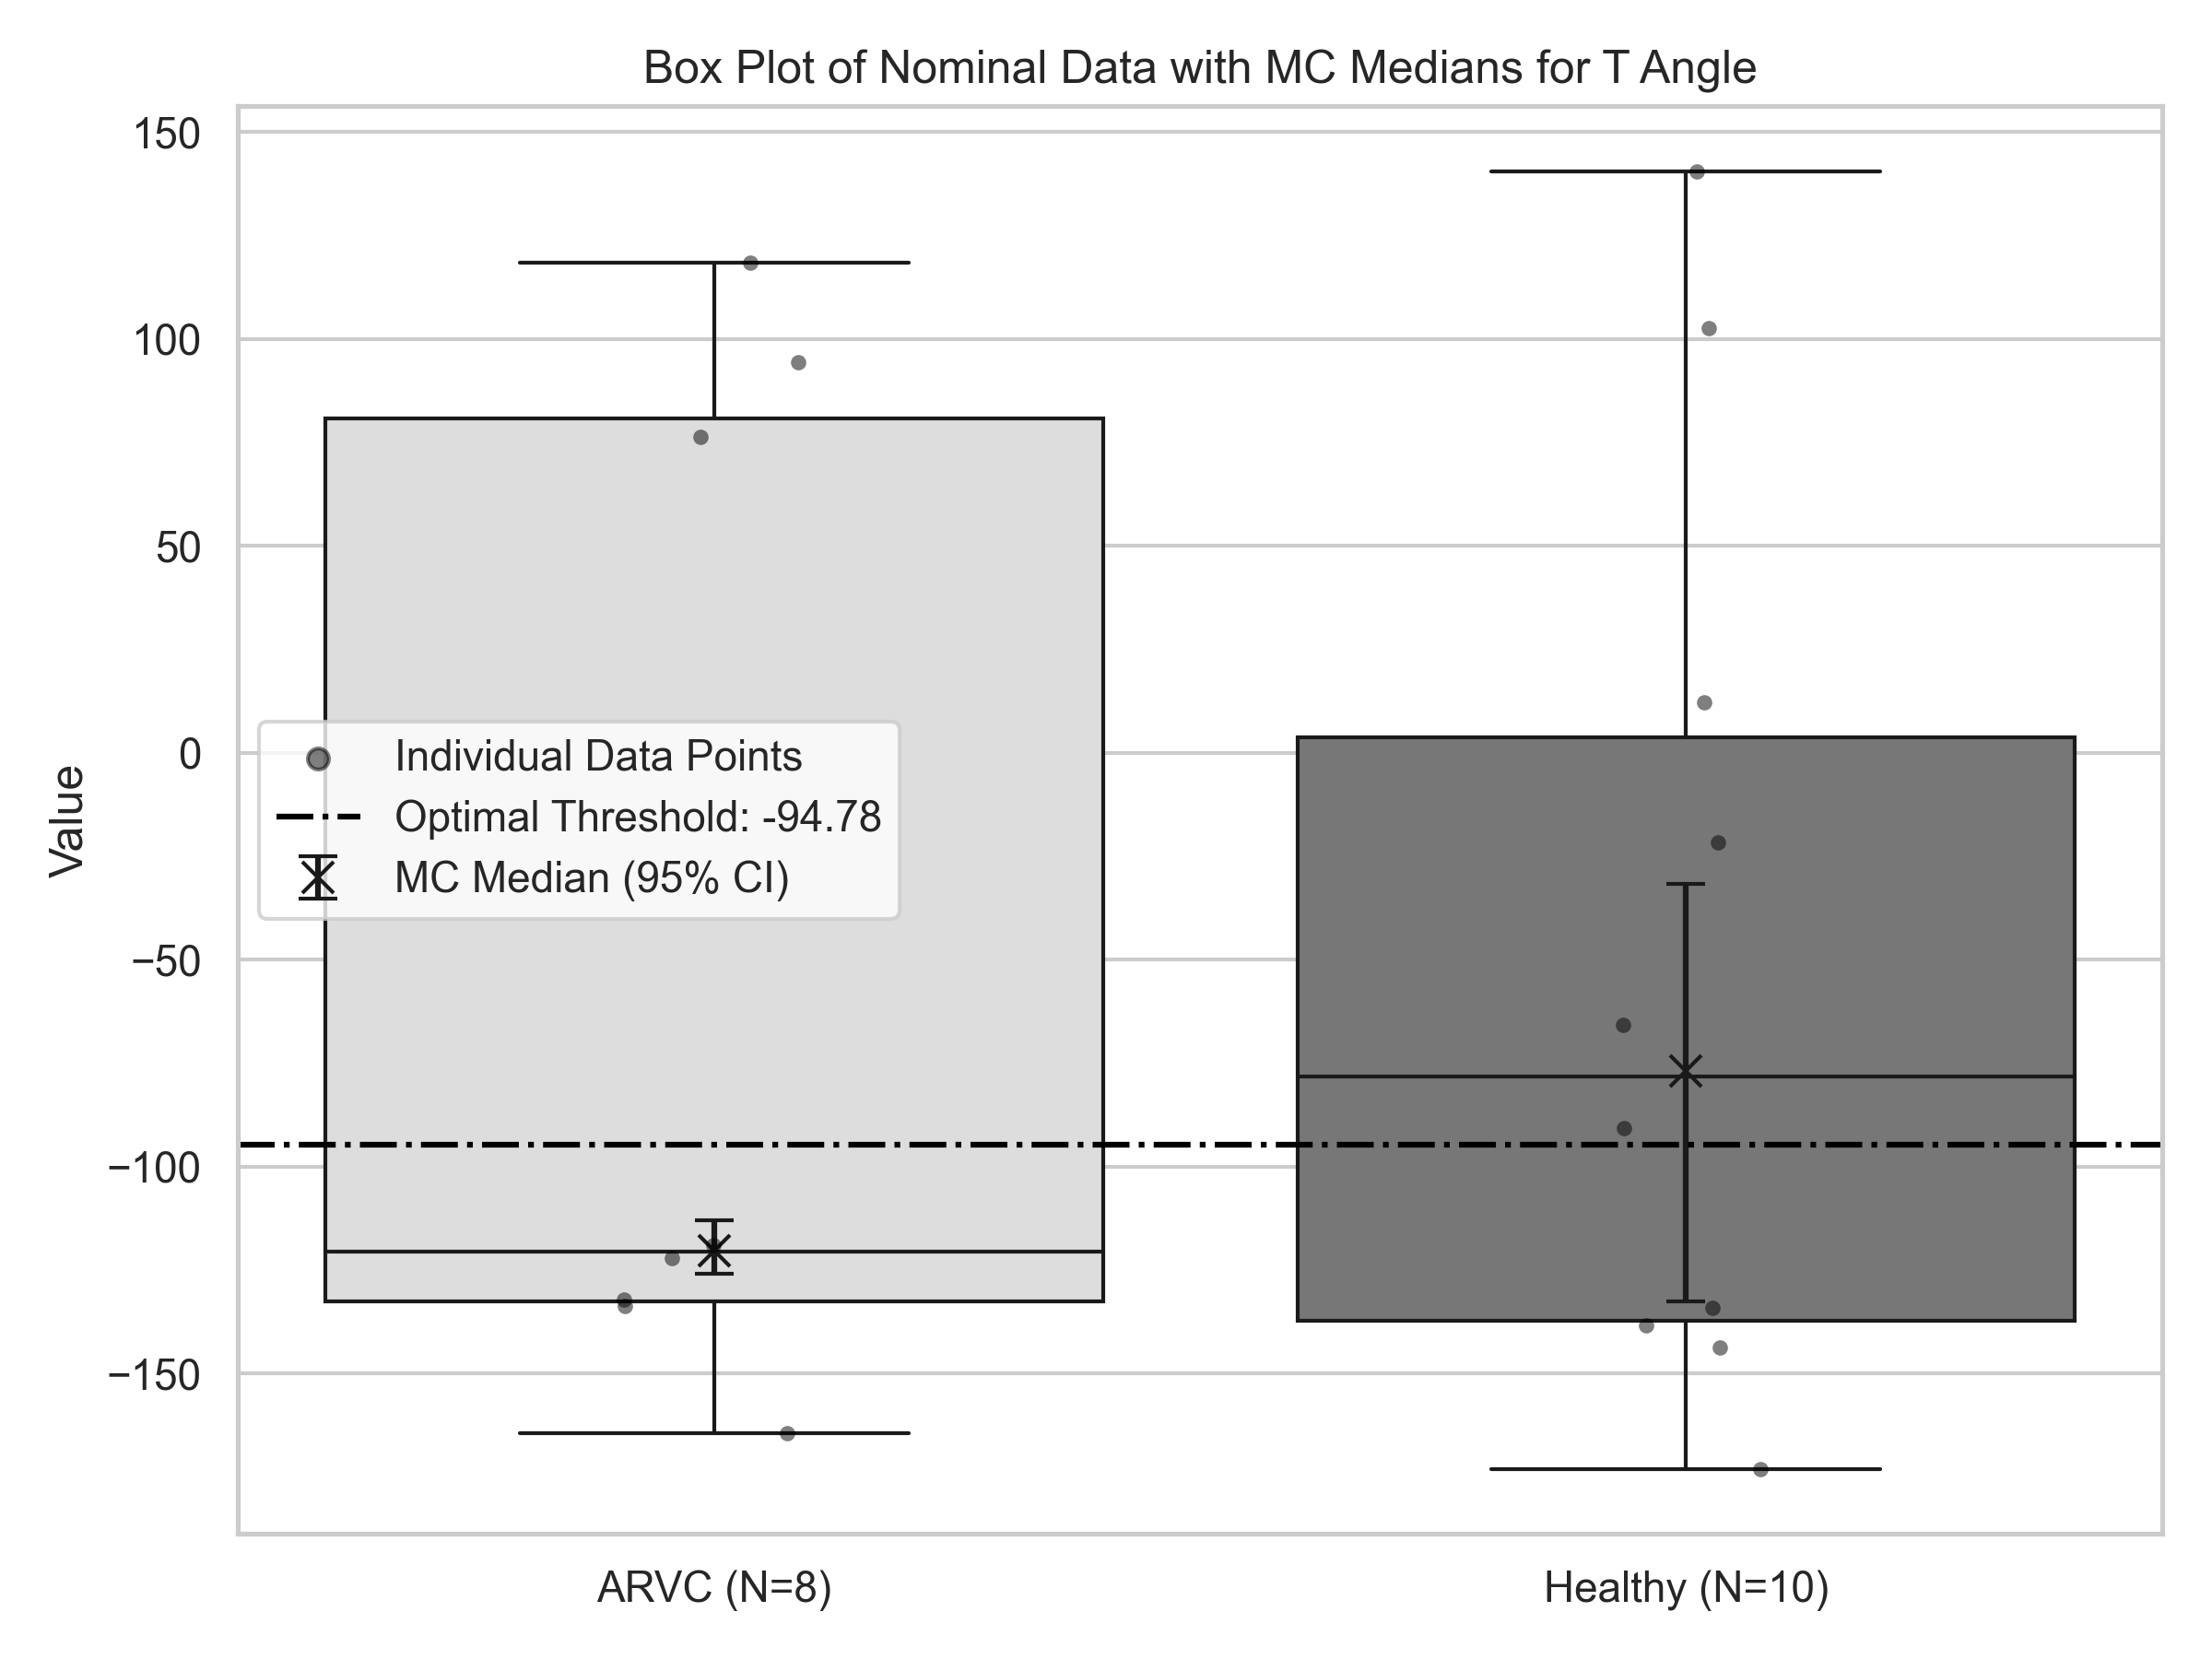 Box Plot of Nominal Data with MC Medians for T Angle
150
100
50
0
−50
−100
−150
Value
Individual Data Points
Optimal Threshold: -94.78
MC Median (95% CI)
ARVC (N=8)
Healthy (N=10)